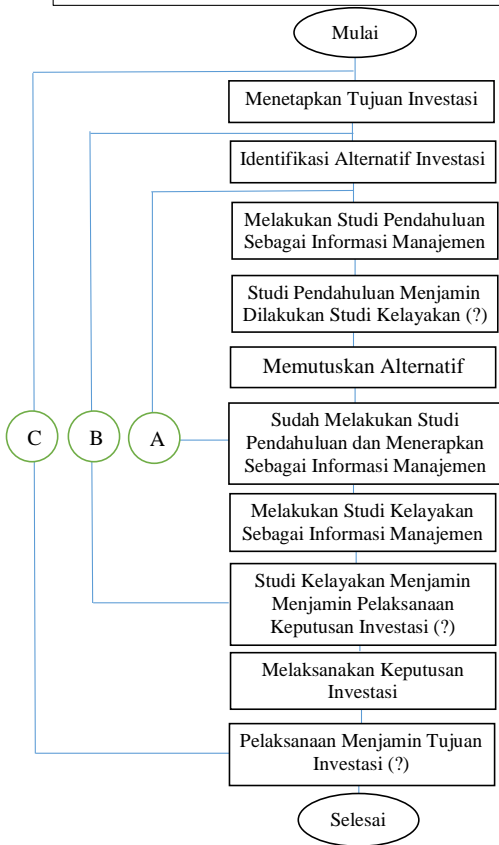 Mulai
Menetapkan Tujuan Investasi
Identifikasi Alternatif Investasi
Melakukan Studi Pendahuluan
Sebagai Informasi Manajemen
Studi Pendahuluan Menjamin
Dilakukan Studi Kelayakan (?)
Memutuskan Alternatif
C
B
A
Sudah Melakukan Studi
Pendahuluan dan Menerapkan
Sebagai Informasi Manajemen
Melakukan Studi Kelayakan
Sebagai Informasi Manajemen
Studi Kelayakan Menjamin
Menjamin Pelaksanaan
Keputusan Investasi (?)
Melaksanakan Keputusan
Investasi
Pelaksanaan Menjamin Tujuan
Investasi (?)
Selesai